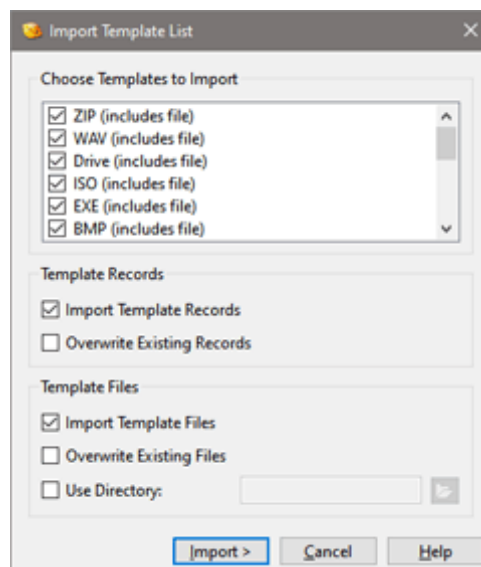 Import Template List
Choose Templates to Import
ZIP (includes file)
WAV (includes file)
Drive (includes file)
ISO (includes file)
EXE (includes file)
BMP (includes file)
Template Records
Import Template Records
Overwrite Existing Records
Template Files
Import Template Files
Overwrite Existing Files
Use Directory:
Import > Cancel Help